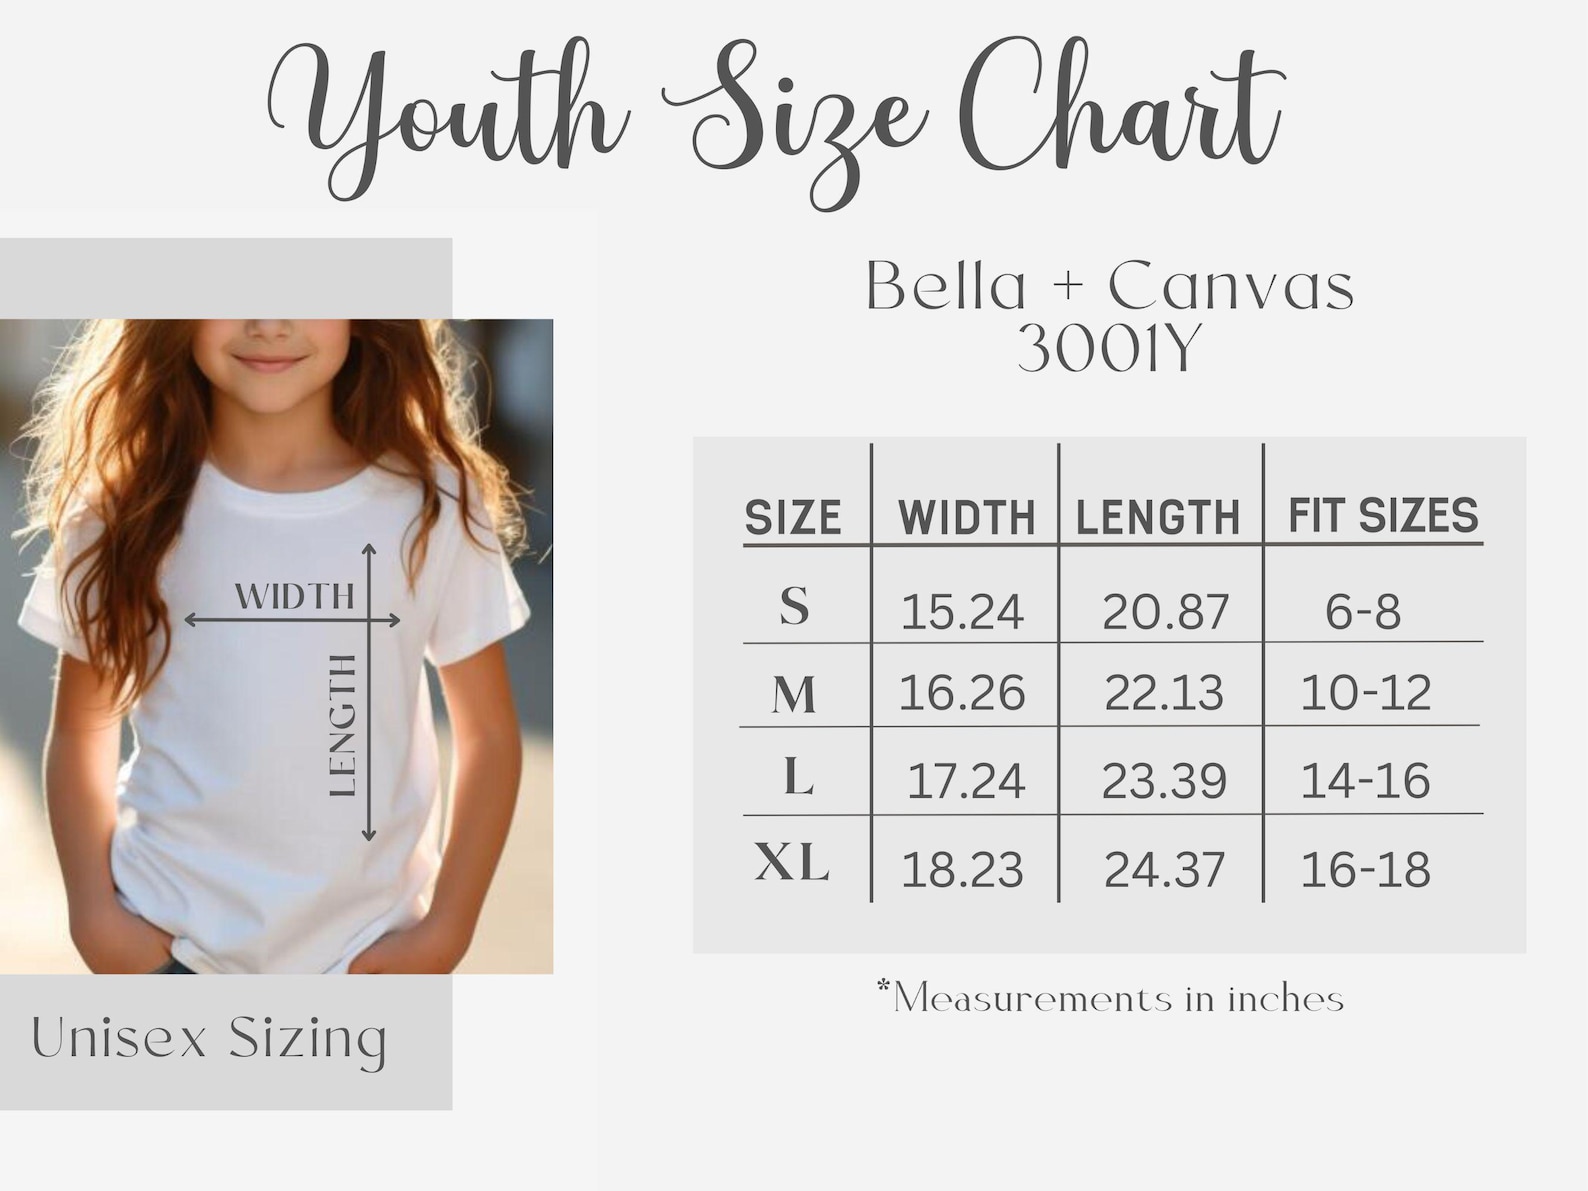 Youth Size Chart
Bella + Canvas
3001Y
WIDTH
LENGTH
SIZE WIDTH LENGTH FIT SIZES
S 15.24 20.87 6-8
M 16.26 22.13 10-12
L 17.24 23.39 14-16
XL 18.23 24.37 16-18
*Measurements in inches
Unisex Sizing